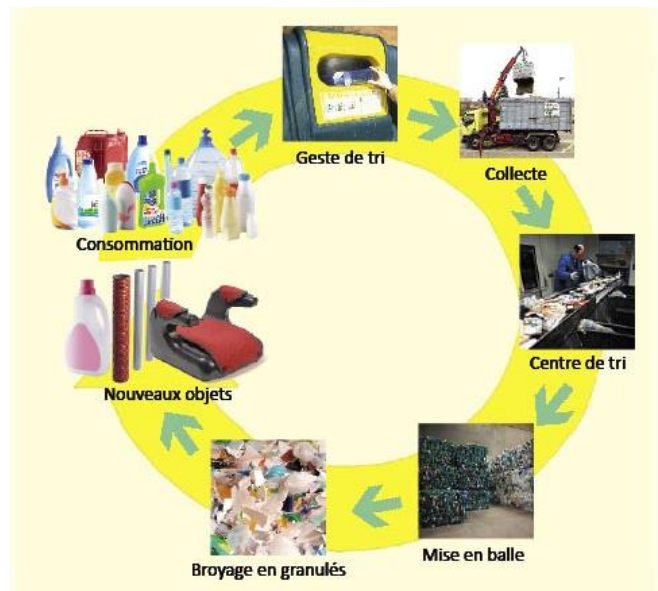 Geste de tri
Collecte
Consommation
Centre de tri
Nouveaux objets
Mise en balle
Broyage en granulés